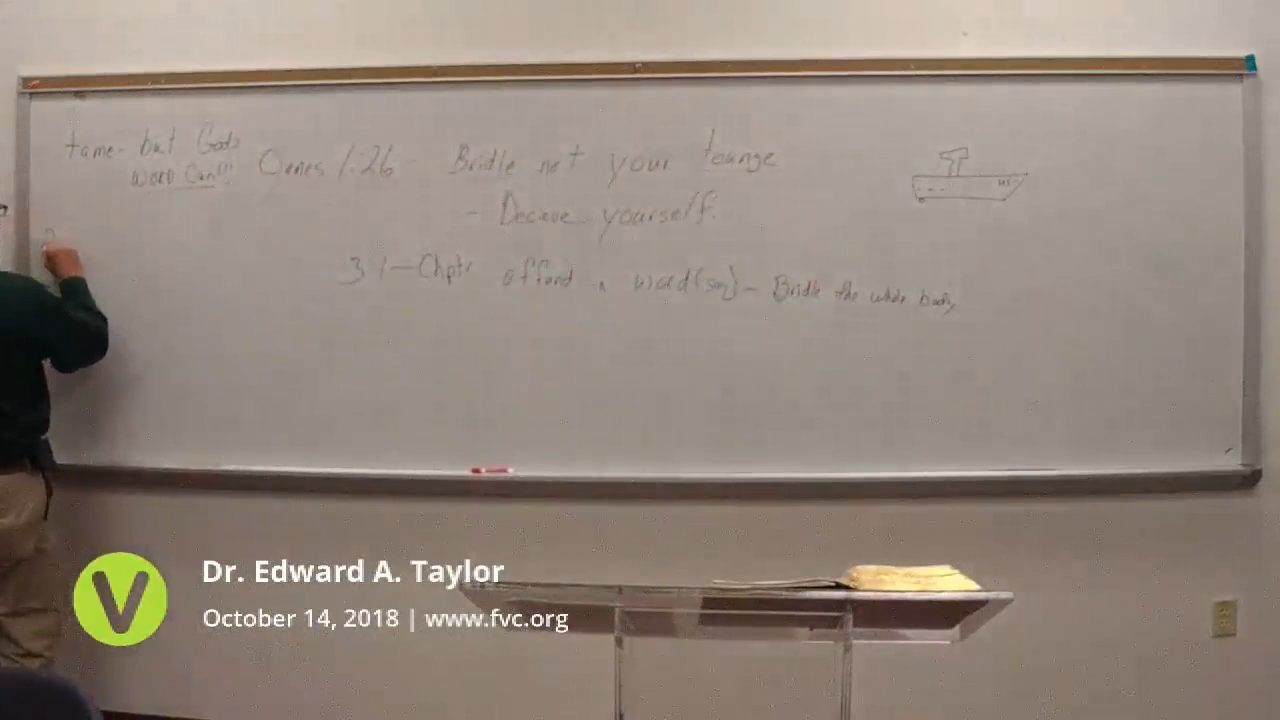 tame- but Gods
WORD Can!!!
James 1:26 Bridle not your tounge
- Deceve yourself.
3:1-Chptr offend in word(say)- Bridle the whole body
V
Dr. Edward A. Taylor
October 14, 2018 | www.fvc.org